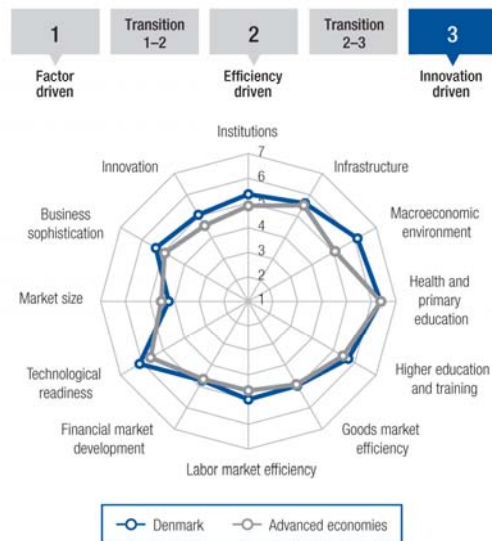 1
Transition
1–2
2
Transition
2–3
3
Factor
driven
Efficiency
driven
Innovation
driven
Institutions
7
6
5
4
3
2
1
Innovation
Infrastructure
Business
sophistication
Macroeconomic
environment
Market size
Health and
primary
education
Technological
readiness
Higher education
and training
Financial market
development
Goods market
efficiency
Labor market efficiency
Denmark
Advanced economies